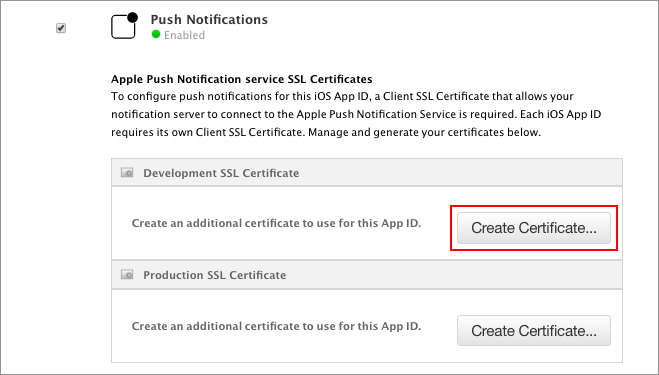 Push Notifications
Enabled
Apple Push Notification service SSL Certificates
To configure push notifications for this iOS App ID, a Client SSL Certificate that allows your
notification server to connect to the Apple Push Notification Service is required. Each iOS App ID
requires its own Client SSL Certificate. Manage and generate your certificates below.
Development SSL Certificate
Create an additional certificate to use for this App ID.
Create Certificate...
Production SSL Certificate
Create an additional certificate to use for this App ID.
Create Certificate...